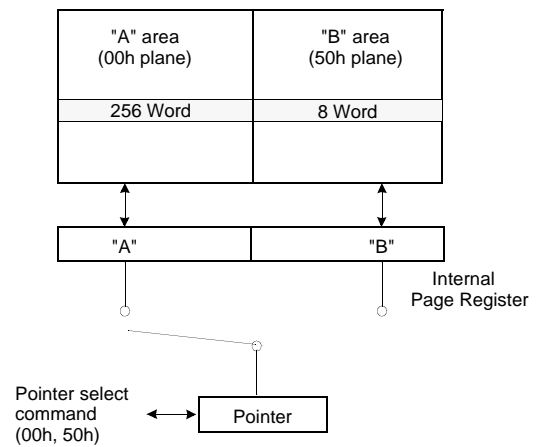 "A" area
(00h plane)
"B" area
(50h plane)
256 Word
8 Word
"A"
"B"
Internal
Page Register
Pointer select
command
(00h, 50h)
Pointer